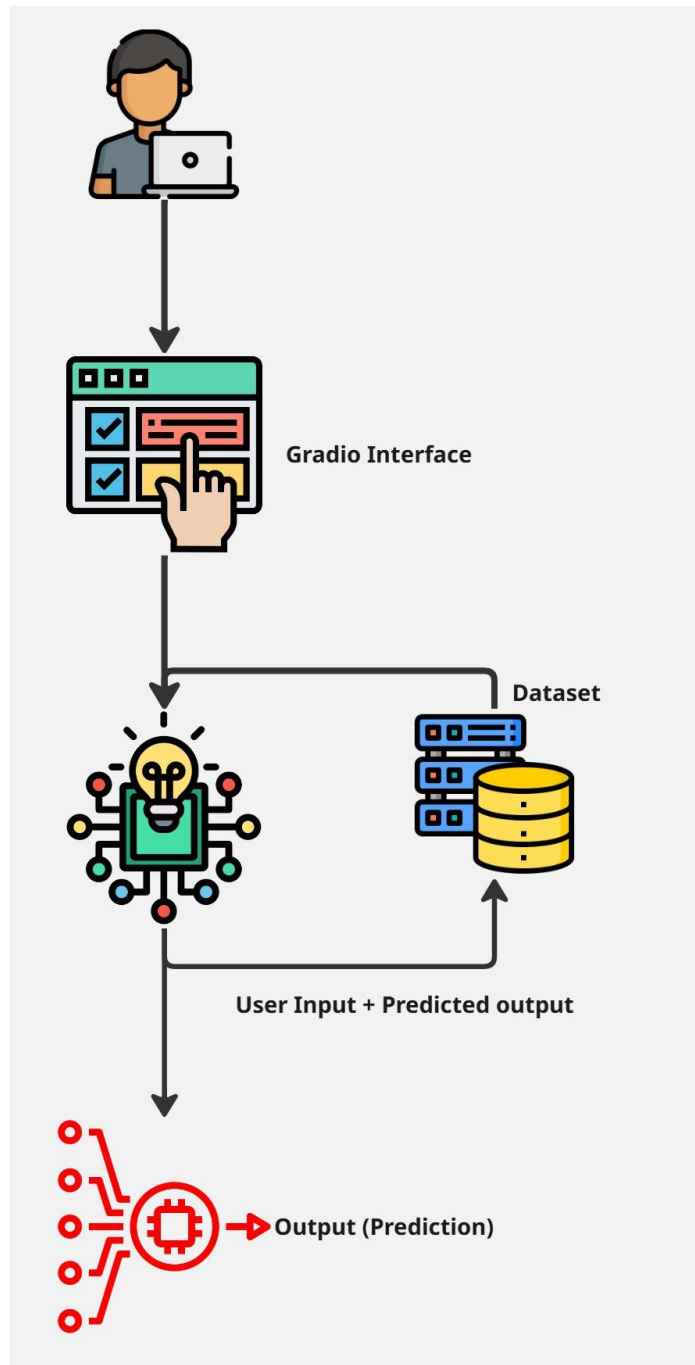 Gradio Interface
Dataset
User Input + Predicted output
Output (Prediction)